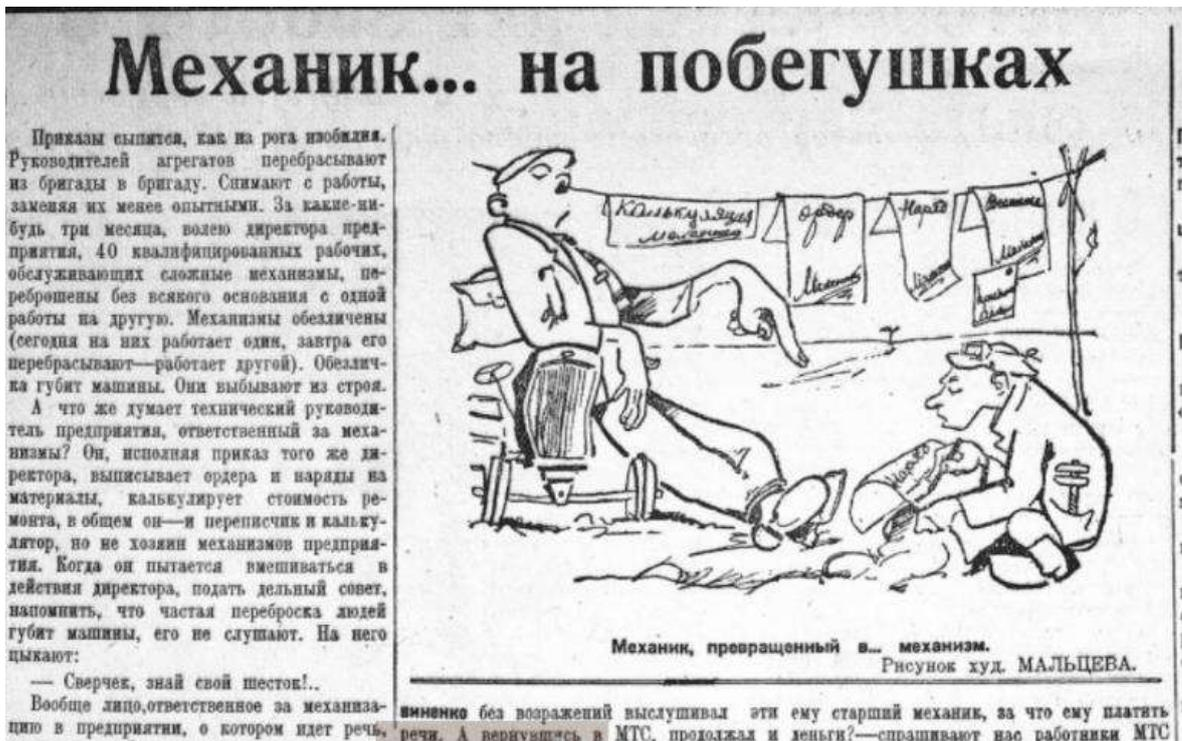 Механик... на побегушках
Приказы сыпятся, как из рога изобилия.
Руководителей агрегатов перебрасывают
из бригады в бригаду. Снимают с работы,
заменяя их менее опытными. За какие-ни-
будь три месяца, волею директора пред-
приятия, 40 квалифицированных рабочих,
обслуживающих сложные механизмы, пе-
реброшены без всякого основания с одной
работы на другую. Механизмы обезличены
(сегодня на них работает один, завтра его
перебрасывают—работает другой). Обезлич-
ка губит машины. Они выбывают из строя.
А что же думает технический руководи-
тель предприятия, ответственный за меха-
низмы? Он, исполняя приказ того же ди-
ректора, выписывает ордера и наряды на
материалы, калькулирует стоимость ре-
монта, в общем он—и переписчик и кальку-
лятор, но не хозяин механизмов предприя-
тия. Когда он пытается вмешиваться в
действия директора, подать дельный совет,
напомнить, что частая переброска людей
губит машины, его не слушают. На него
цыкают:
— Сверчек, знай свой шесток!..
Вообще лицо,ответственное за механиза-
цию в предприятии, о котором идет речь,
Калькуляция
ордер
Наряд
Наряд
Механик, превращенный в... механизм.
Рисунок худ. МАЛЬЦЕВА.
виненко без возражений выслушивал эти
речи. А вернувшись в МТС, продолжал и
ему старший механик, за что ему платить
деньги?—спрашивают нас работники МТС